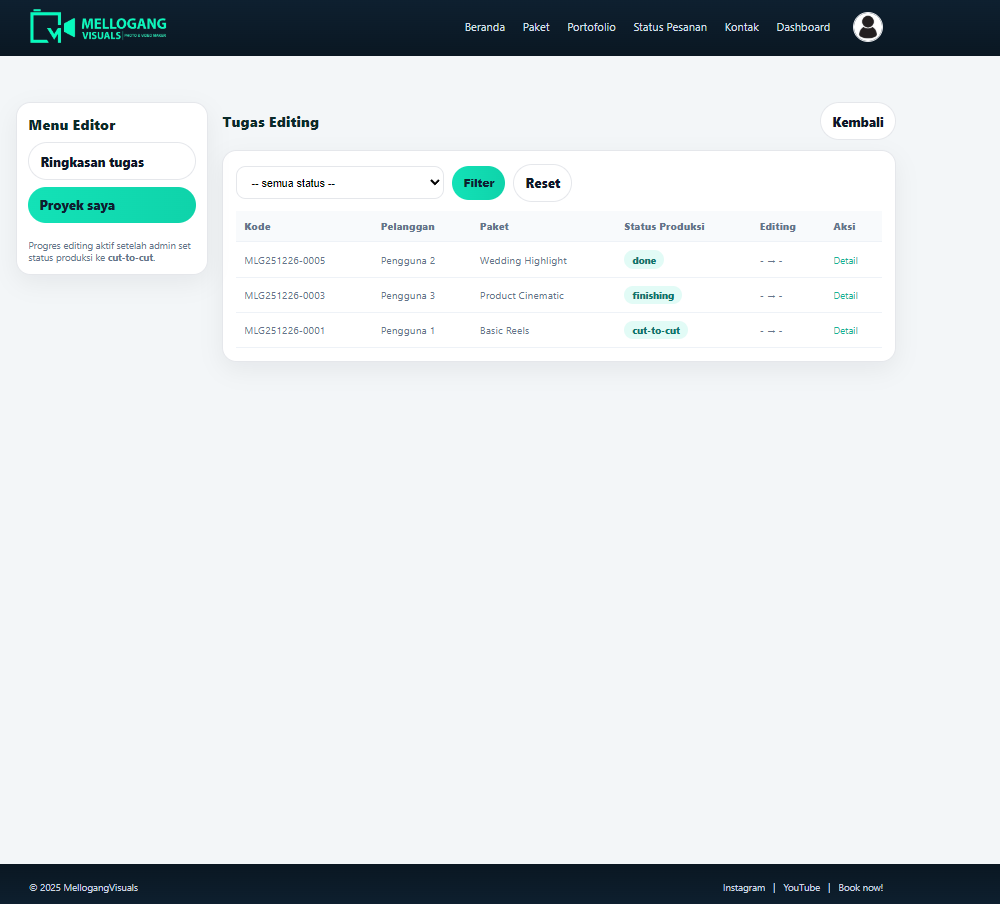 MELLOGANG
VISUALS | PHOTO & VIDEO MAKER
Beranda Paket Portofolio Status Pesanan Kontak Dashboard
Menu Editor
Ringkasan tugas
Proyek saya
Progres editing aktif setelah admin set
status produksi ke cut-to-cut.
Tugas Editing
Kembali
-- semua status --
Filter
Reset
Kode Pelanggan Paket Status Produksi Editing Aksi
MLG251226-0005 Pengguna 2 Wedding Highlight done - → - Detail
MLG251226-0003 Pengguna 3 Product Cinematic finishing - → - Detail
MLG251226-0001 Pengguna 1 Basic Reels cut-to-cut - → - Detail
© 2025 MellogangVisuals
Instagram | YouTube | Book now!